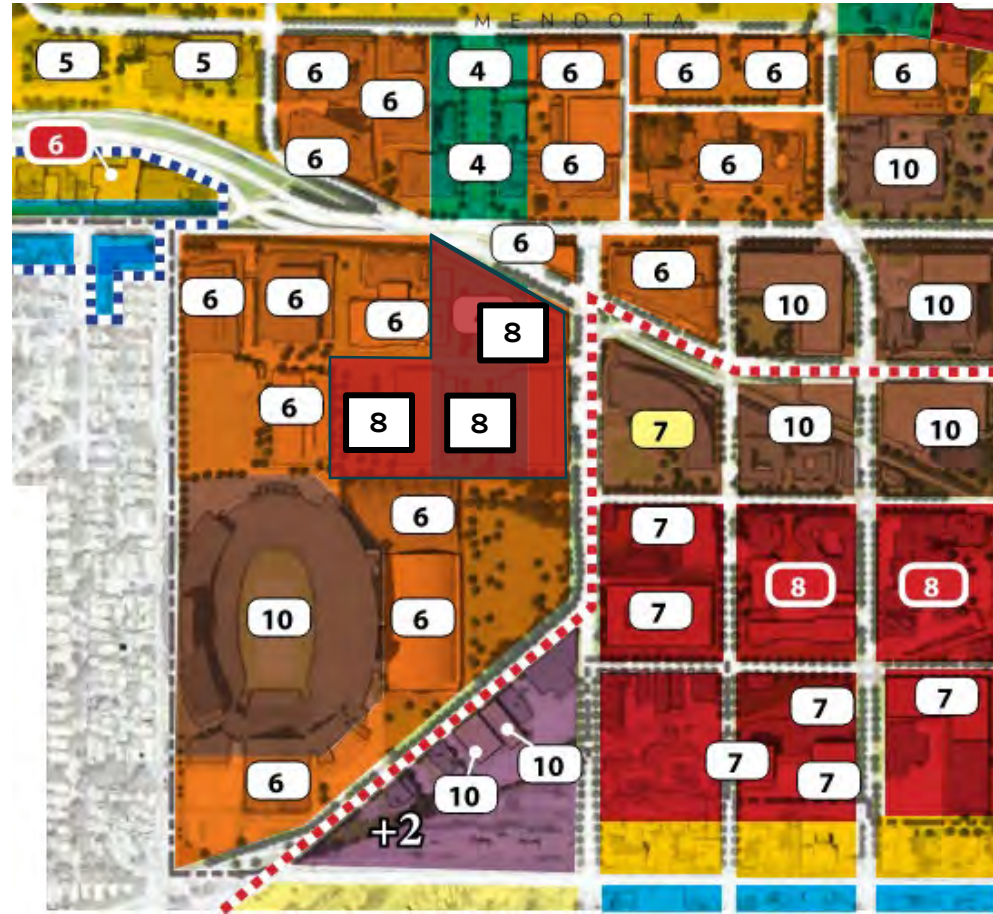 MENDOTA
5 5 6 4 6 6 6 6
6
6 6 4 6 6 10
6 6
6 6 6 8 10 10
6 8 8 7 10 10
6 7
10 6 7 8 8
7
6 10 10 7 7 7
+2